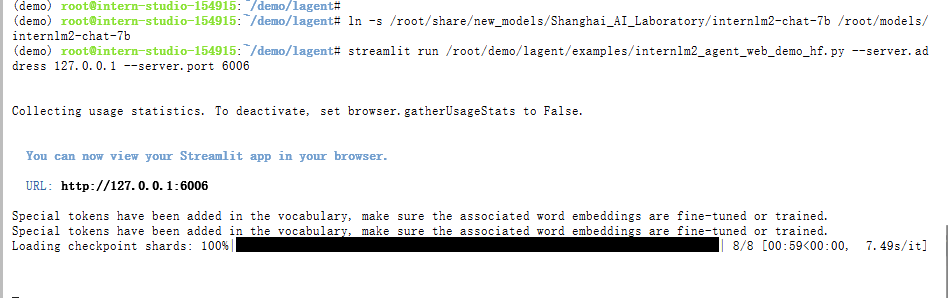 (demo) root@intern-studio-154915:~/demo/lagent#
(demo) root@intern-studio-154915:~/demo/lagent# ln -s /root/share/new_models/Shanghai_AI_Laboratory/internlm2-chat-7b /root/models/
internlm2-chat-7b
(demo) root@intern-studio-154915:~/demo/lagent# streamlit run /root/demo/lagent/examples/internlm2_agent_web_demo_hf.py --server.ad
dress 127.0.0.1 --server.port 6006
Collecting usage statistics. To deactivate, set browser.gatherUsageStats to False.
You can now view your Streamlit app in your browser.
URL: http://127.0.0.1:6006
Special tokens have been added in the vocabulary, make sure the associated word embeddings are fine-tuned or trained.
Special tokens have been added in the vocabulary, make sure the associated word embeddings are fine-tuned or trained.
Loading checkpoint shards: 100%| | 8/8 [00:59<00:00, 7.49s/it]